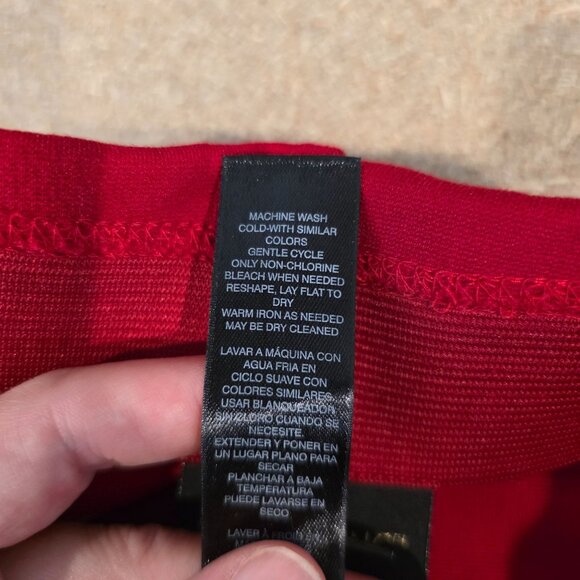 MACHINE WASH
COLD-WITH SIMILAR
COLORS
GENTLE CYCLE
ONLY NON-CHLORINE
BLEACH WHEN NEEDED
RESHAPE, LAY FLAT TO
DRY
WARM IRON AS NEEDED
MAY BE DRY CLEANED
LAVAR A MÁQUINA CON
AGUA FRIA EN
CICLO SUAVE CON
COLORES SIMILARES
USAR BLANQUEADOR
SIN CLORO CUANDO SE
NECESITE.
EXTENDER Y PONER EN
UN LUGAR PLANO PARA
SECAR
PLANCHAR A BAJA
TEMPERATURA
PUEDE LAVARSE EN
SECO
LAVER À FROID